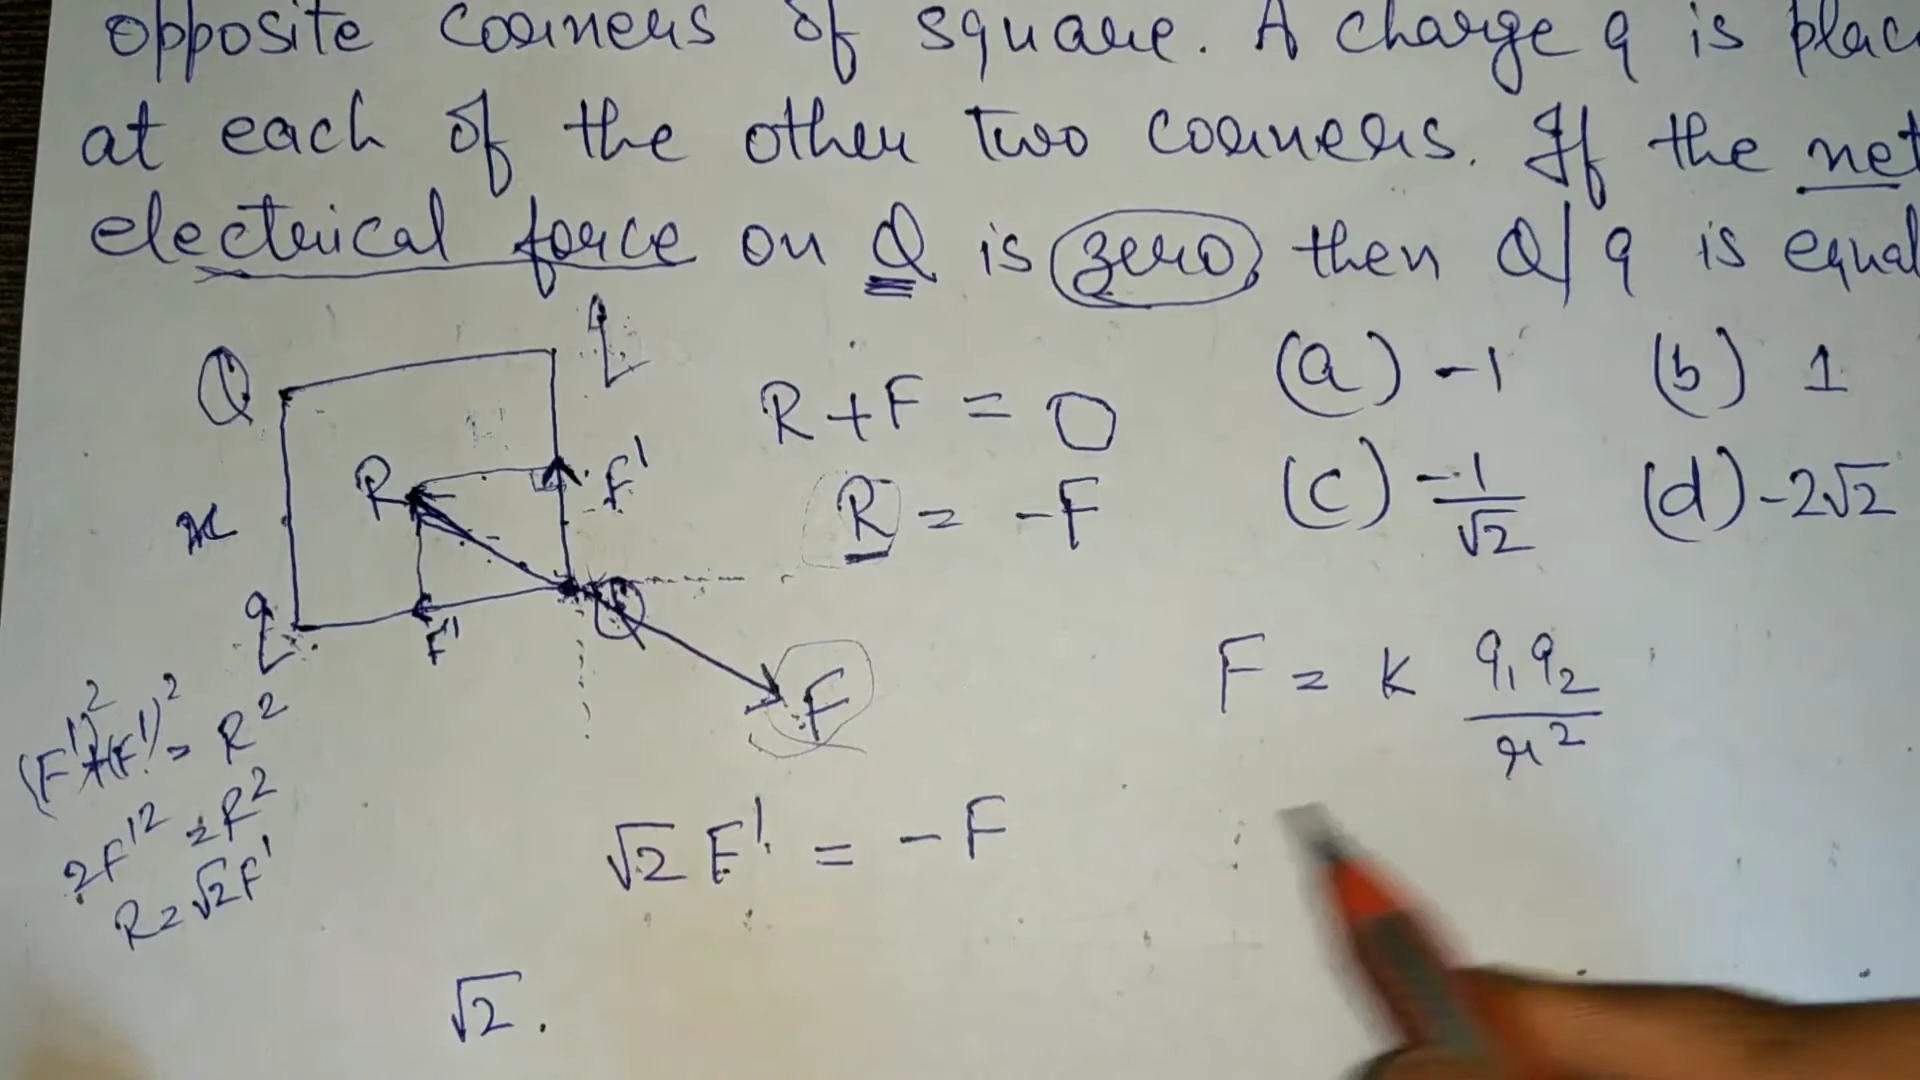 opposite corners of square. A charge q is plac
at each of the other two corners. If the net
electrical force on Q is zero, then Q/q is equal
Q
q
R + F = 0
(a) -1
(b) 1
R
F'
x
R = -F
(c) -1/√2
(d) -2√2
q
F'
Q
F
F = K q₁q₂/r²
(F')²+(F')² = R²
2F'² = R²
R = √2F'
√2 F' = -F
√2.